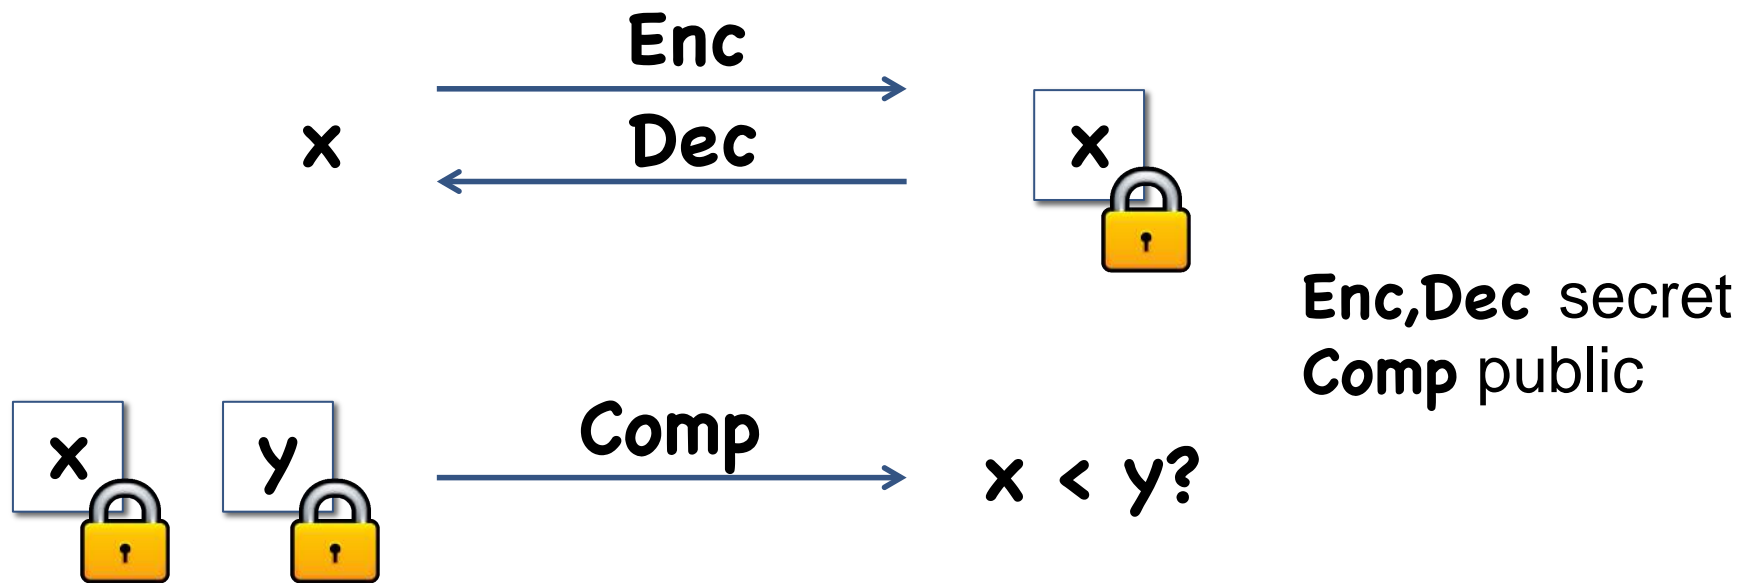 Enc
x
Dec
x
Enc,Dec secret
Comp public
x
y
Comp
x < y?